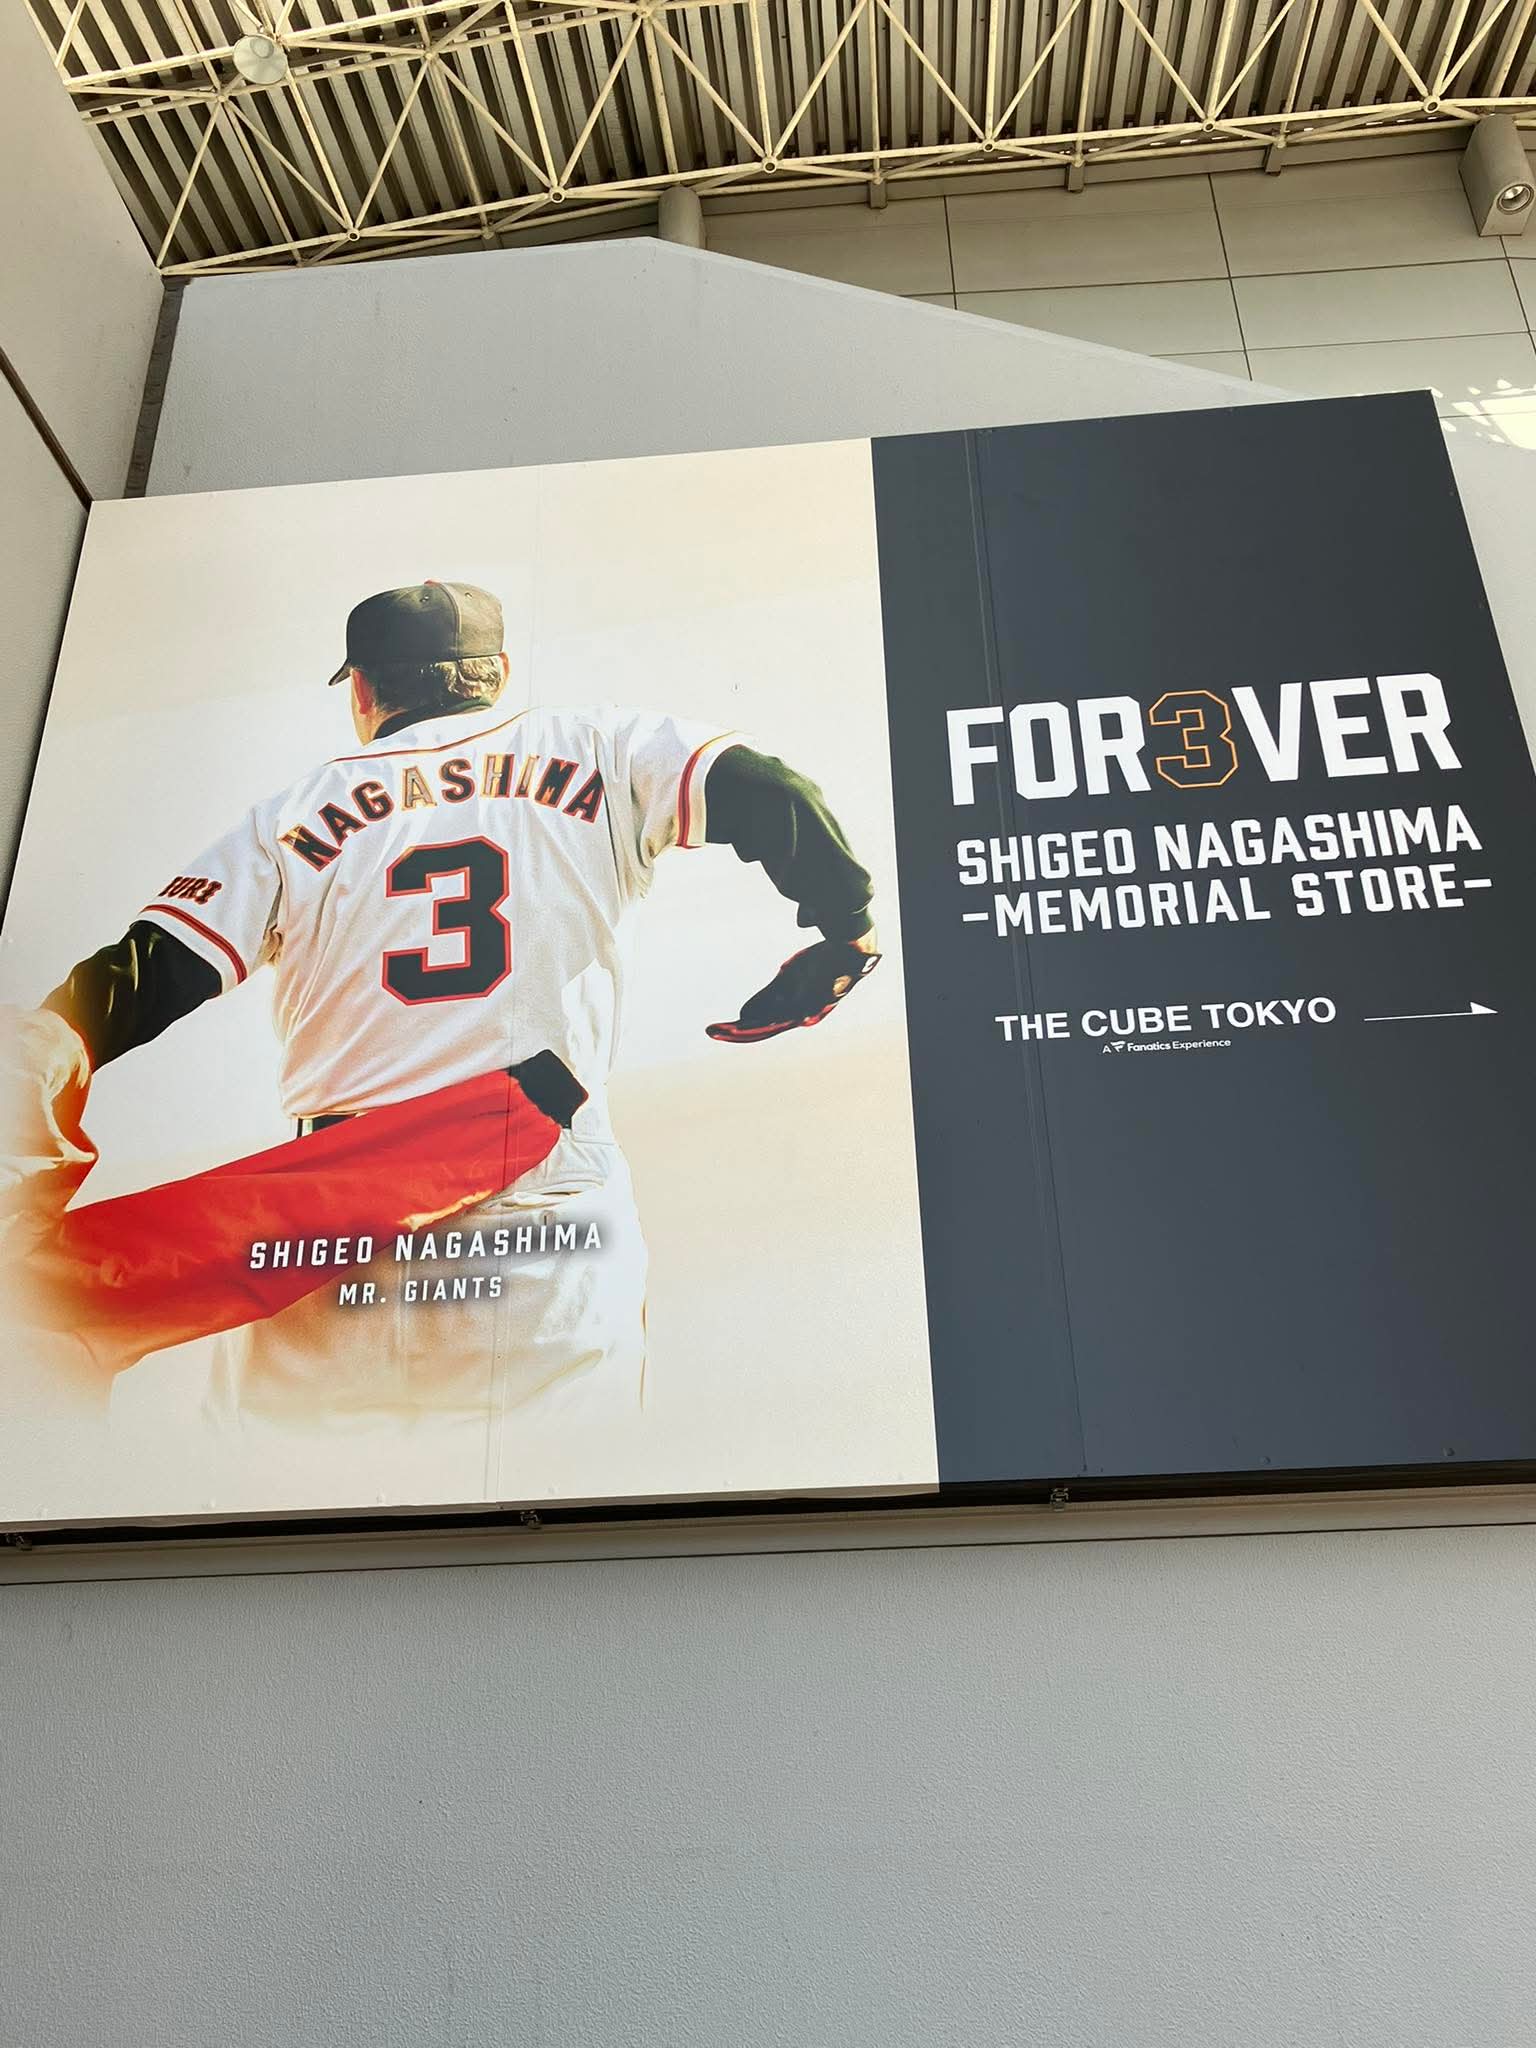 NAGASHIMA
3
SHIGEO NAGASHIMA
MR. GIANTS
FOR3VER
SHIGEO NAGASHIMA
-MEMORIAL STORE-
THE CUBE TOKYO
A Fanatics Experience